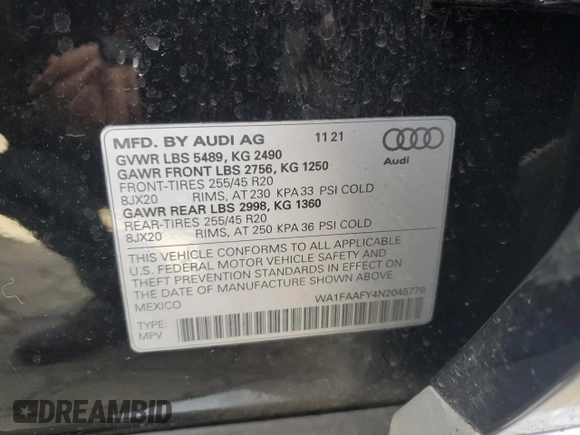 MFD. BY AUDI AG 11 21
GVWR LBS 5489, KG 2490
GAWR FRONT LBS 2756, KG 1250
FRONT-TIRES 255/45 R20
8JX20 RIMS, AT 230 KPA 33 PSI COLD
GAWR REAR LBS 2998, KG 1360
REAR-TIRES 255/45 R20
8JX20 RIMS, AT 250 KPA 36 PSI COLD
Audi
THIS VEHICLE CONFORMS TO ALL APPLICABLE
U.S. FEDERAL MOTOR VEHICLE SAFETY AND
THEFT PREVENTION STANDARDS IN EFFECT ON
THE DATE OF MANUFACTURE SHOWN ABOVE.
MEXICO
WA1FAAFY4N2045779
TYPE:
MPV
DREAMBID